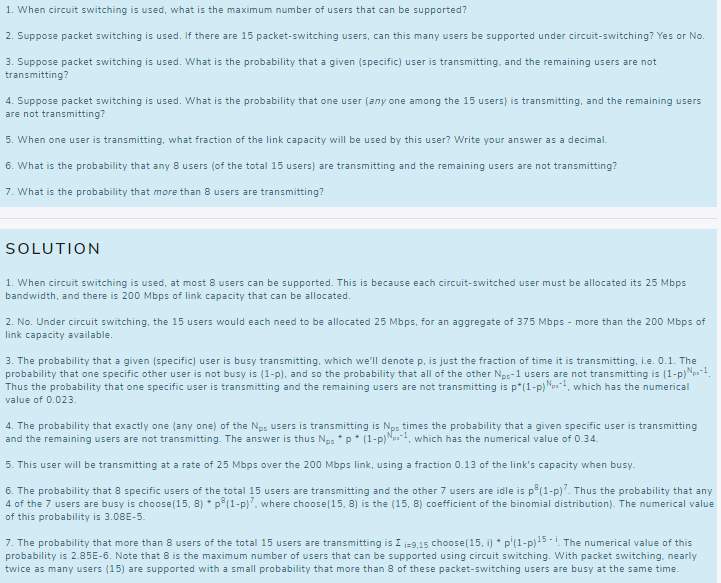 1. When circuit switching is used, what is the maximum number of users that can be supported?
2. Suppose packet switching is used. If there are 15 packet-switching users, can this many users be supported under circuit-switching? Yes or No.
3. Suppose packet switching is used. What is the probability that a given (specific) user is transmitting, and the remaining users are not
transmitting?
4. Suppose packet switching is used. What is the probability that one user (any one among the 15 users) is transmitting, and the remaining users
are not transmitting?
5. When one user is transmitting, what fraction of the link capacity will be used by this user? Write your answer as a decimal.
6. What is the probability that any 8 users (of the total 15 users) are transmitting and the remaining users are not transmitting?
7. What is the probability that more than 8 users are transmitting?
SOLUTION
1. When circuit switching is used, at most 8 users can be supported. This is because each circuit-switched user must be allocated its 25 Mbps
bandwidth, and there is 200 Mbps of link capacity that can be allocated.
2. No. Under circuit switching, the 15 users would each need to be allocated 25 Mbps, for an aggregate of 375 Mbps - more than the 200 Mbps of
link capacity available.
3. The probability that a given (specific) user is busy transmitting, which we'll denote p, is just the fraction of time it is transmitting, i.e. 0.1. The
probability that one specific other user is not busy is (1-p), and so the probability that all of the other Nps-1 users are not transmitting is (1-p)^Nps-1.
Thus the probability that one specific user is transmitting and the remaining users are not transmitting is p*(1-p)^Nps-1, which has the numerical
value of 0.023.
4. The probability that exactly one (any one) of the Nps users is transmitting is Nps times the probability that a given specific user is transmitting
and the remaining users are not transmitting. The answer is thus Nps * p * (1-p)^Nps-1, which has the numerical value of 0.34.
5. This user will be transmitting at a rate of 25 Mbps over the 200 Mbps link, using a fraction 0.13 of the link's capacity when busy.
6. The probability that 8 specific users of the total 15 users are transmitting and the other 7 users are idle is p^8(1-p)^7. Thus the probability that any
4 of the 7 users are busy is choose(15, 8) * p^8(1-p)^7, where choose(15, 8) is the (15, 8) coefficient of the binomial distribution). The numerical value
of this probability is 3.08E-5.
7. The probability that more than 8 users of the total 15 users are transmitting is Σ i=9,15 choose(15, i) * p^i(1-p)^15 - i. The numerical value of this
probability is 2.85E-6. Note that 8 is the maximum number of users that can be supported using circuit switching. With packet switching, nearly
twice as many users (15) are supported with a small probability that more than 8 of these packet-switching users are busy at the same time.